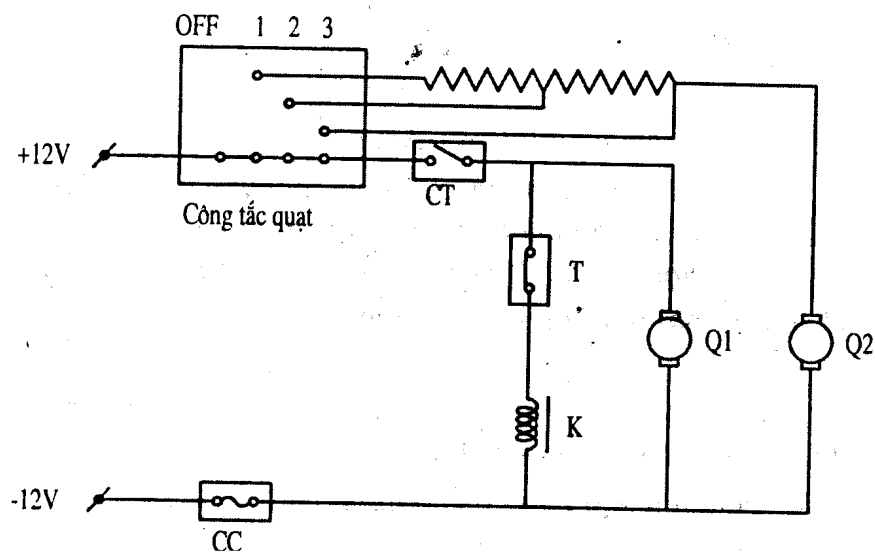 OFF 1 2 3
+12V
CT
Công tắc quạt
T
Q1 Q2
K
-12V
CC